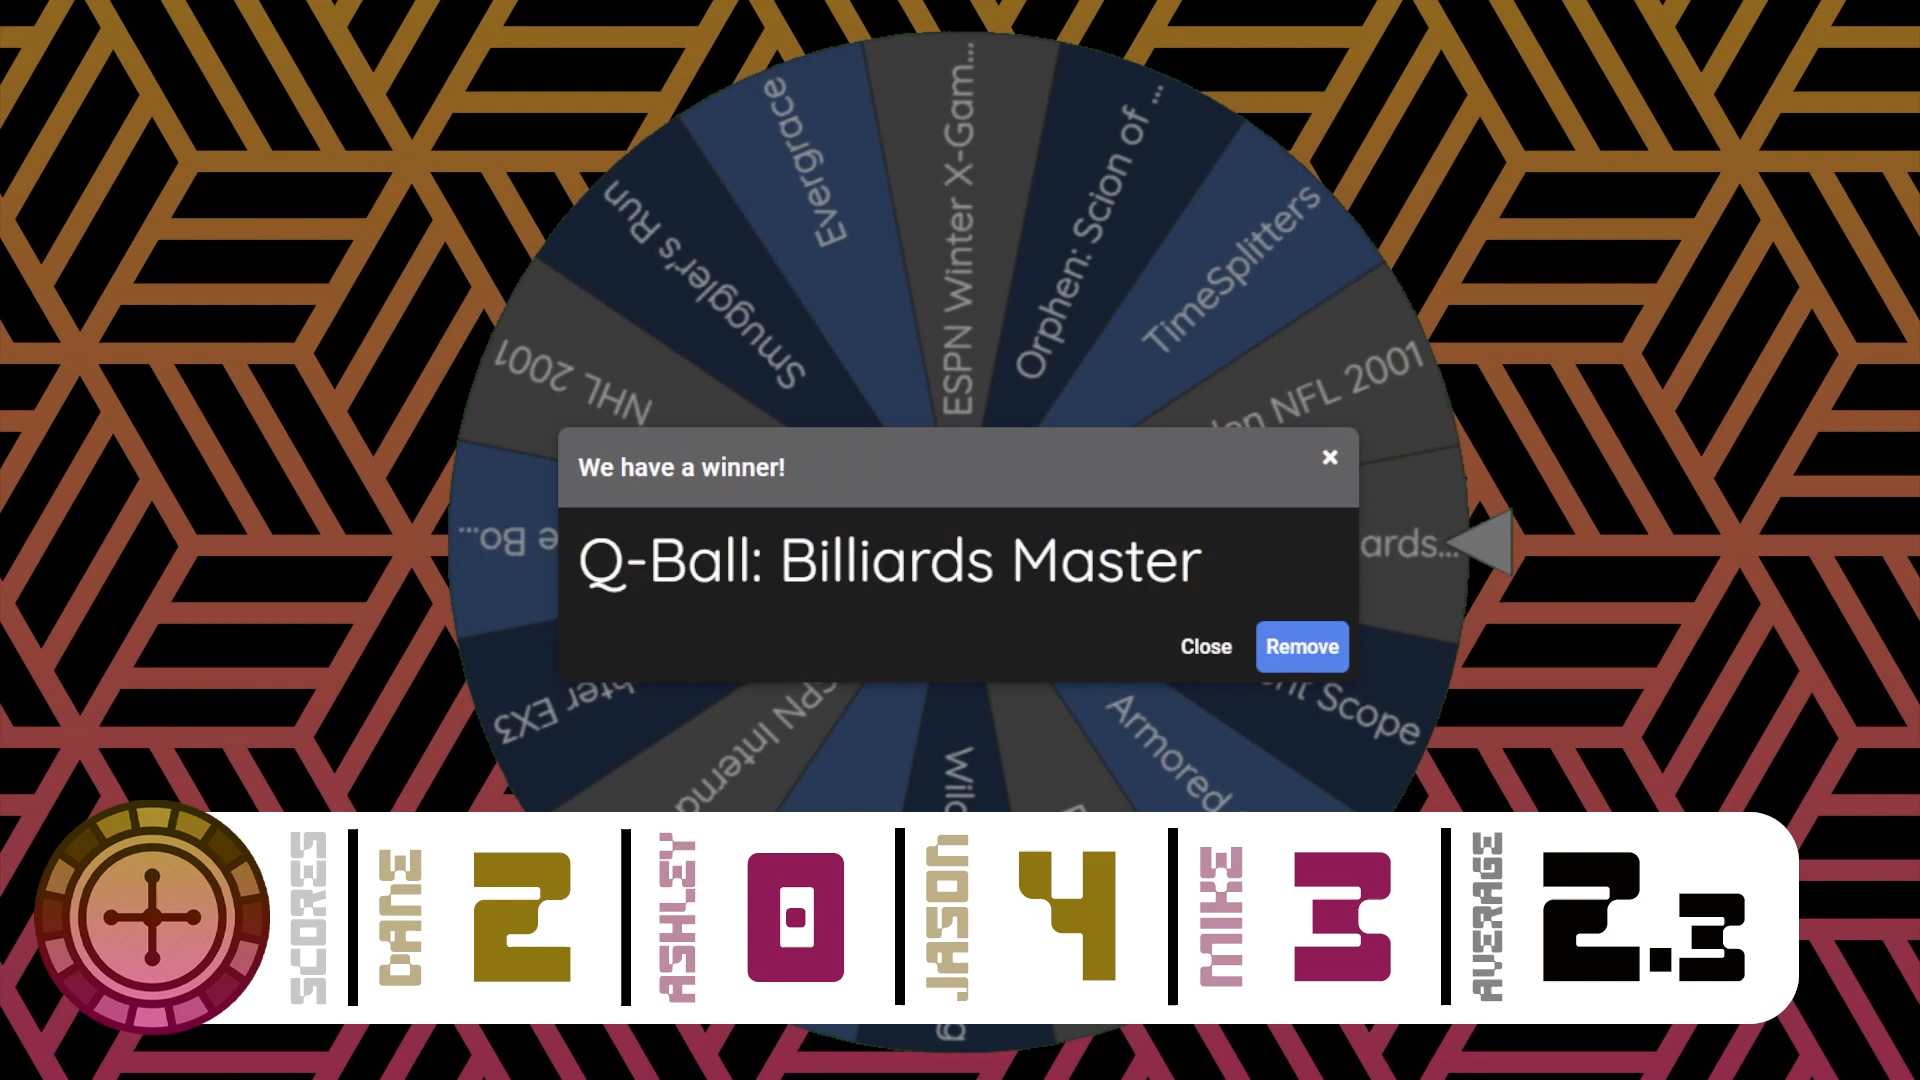 Evergrace
ESPN Winter X-Gam...
Orphen: Scion of ...
Smuggler's Run
TimeSplitters
NHL 2001
NFL 2001
We have a winner!
Q-Ball: Billiards Master
Close
Remove
e Bo...
ards...
EX3
Scope
Armored
SCORES
DANE
2
ASHLEY
0
JASON
4
MIKE
3
AVERAGE
2.3